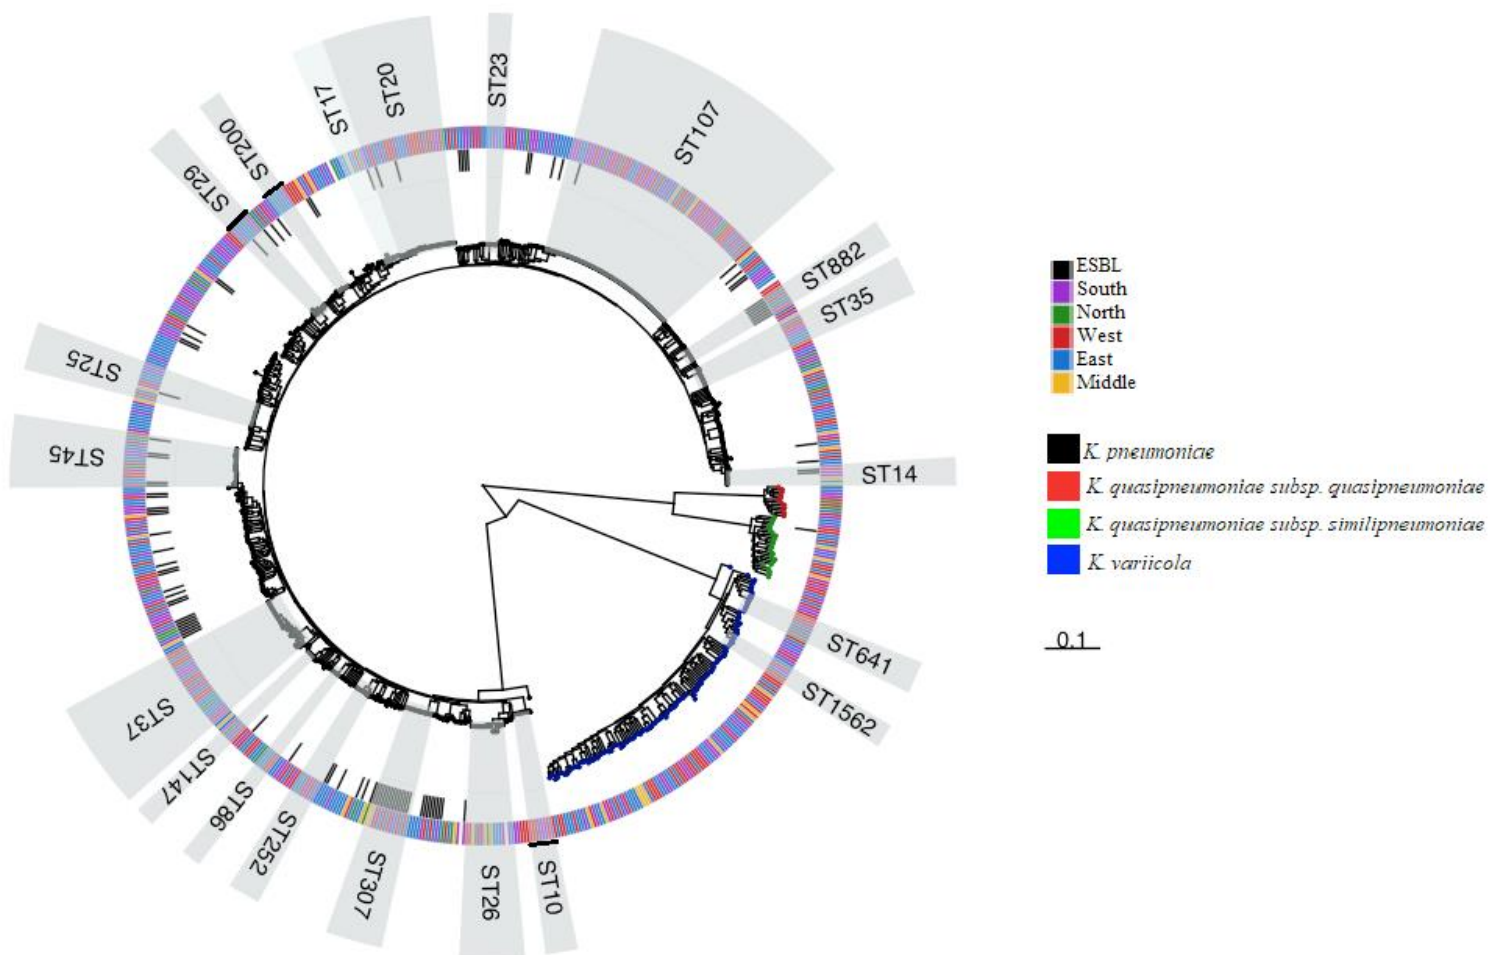 ST23
ST20
ST17
ST107
ST200
ST29
ST882
ST35
ST25
ST45
ST14
ST641
ST1562
ST37
ST147
ST86
ST252
ST307
ST26
ST10
ESBL
South
North
West
East
Middle
K. pneumoniae
K. quasipneumoniae subsp. quasipneumoniae
K. quasipneumoniae subsp. similipneumoniae
K. variicola
0.1